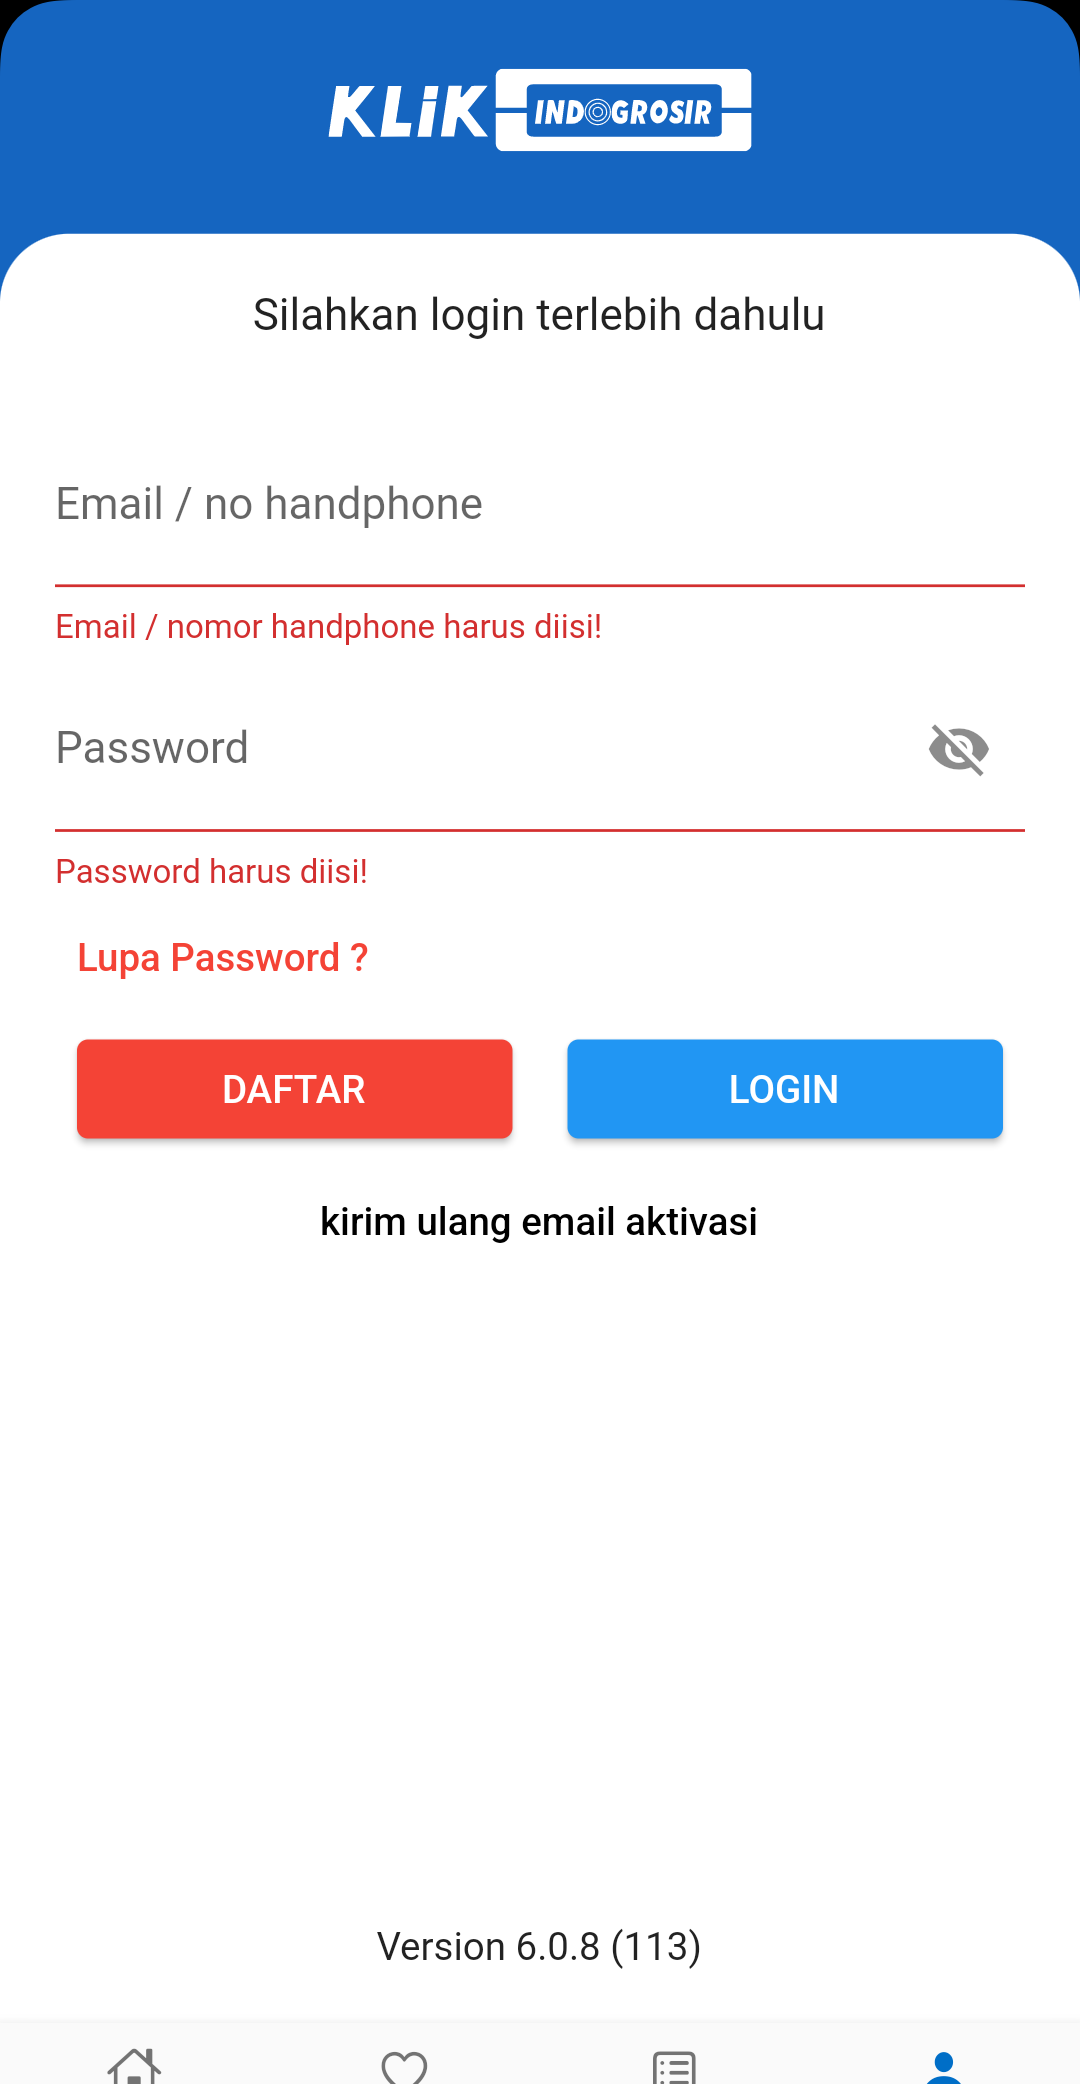 KLiK INDOGROSIR
Silahkan login terlebih dahulu
Email / no handphone
Email / nomor handphone harus diisi!
Password
Password harus diisi!
Lupa Password ?
DAFTAR LOGIN
kirim ulang email aktivasi
Version 6.0.8 (113)